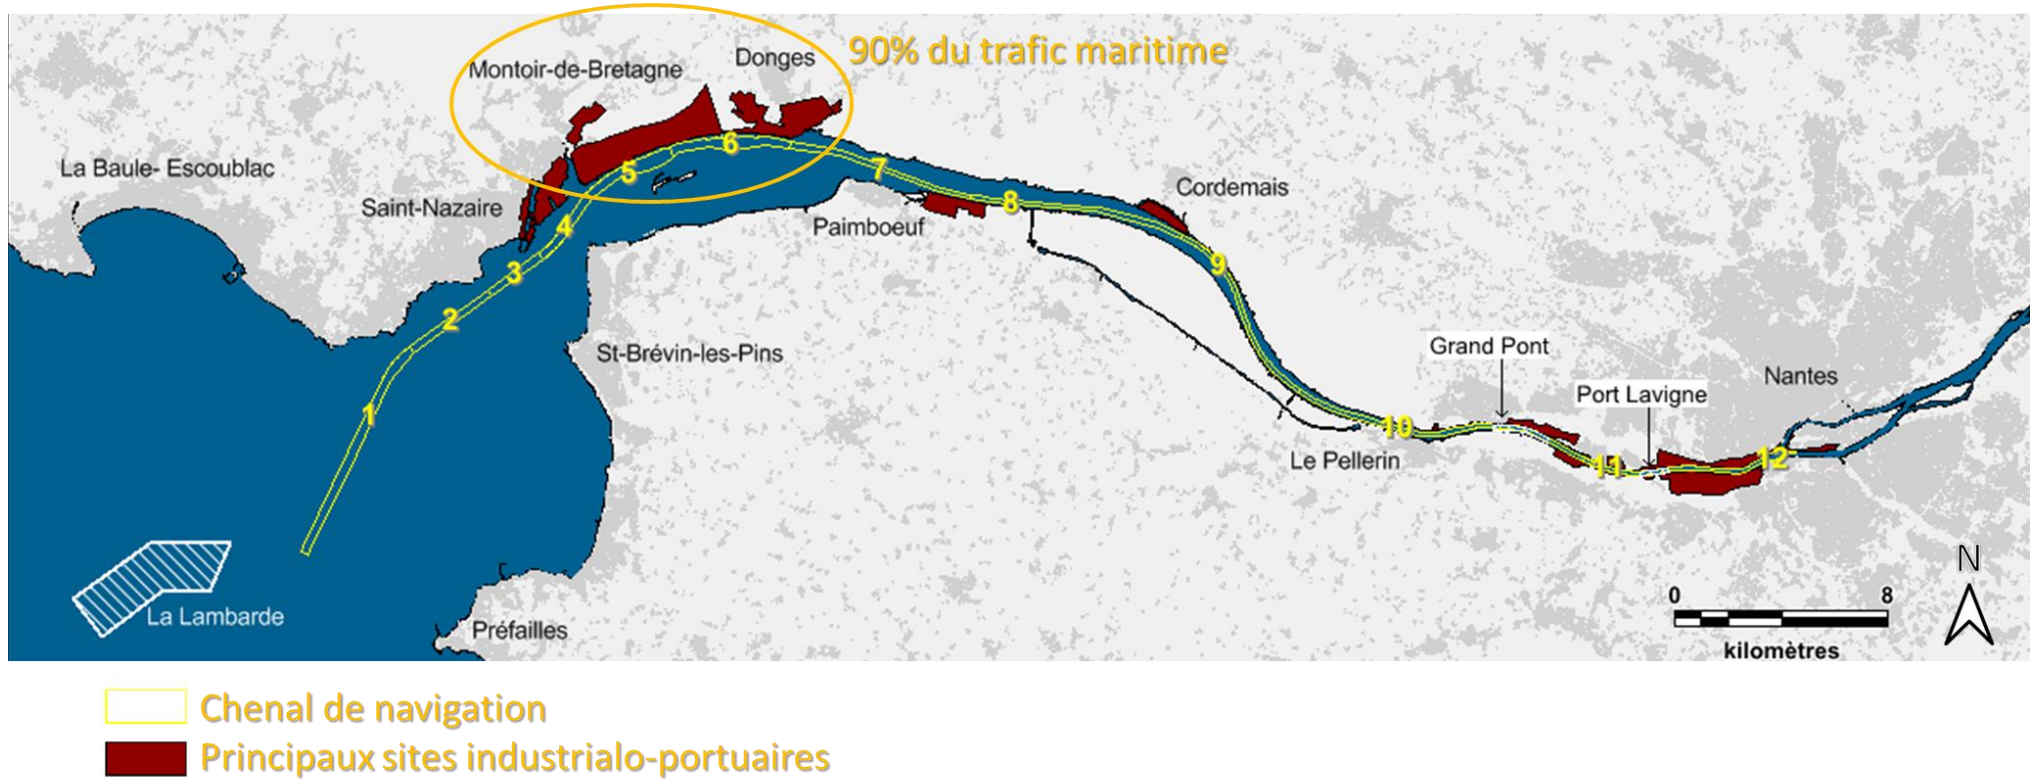 90% du trafic maritime
Montoir-de-Bretagne
Donges
La Baule- Escoublac
Saint-Nazaire
Paimboeuf
Cordemais
St-Brévin-les-Pins
Grand Pont
Port Lavigne
Nantes
Le Pellerin
Préfailles
La Lambarde
1
2
3
4
5
6
7
8
9
10
11
12
N
0 8
kilomètres
Chenal de navigation
Principaux sites industrialo-portuaires